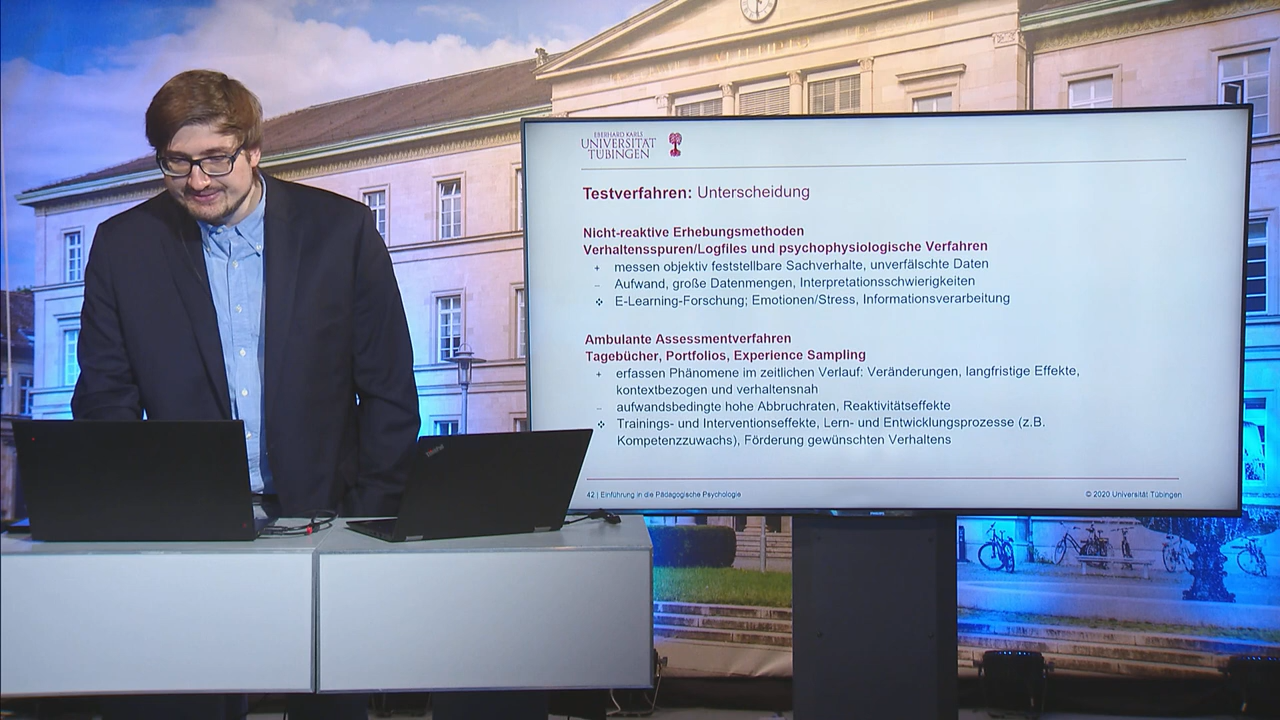 EBERHARD KARLS
UNIVERSITÄT
TÜBINGEN
Testverfahren: Unterscheidung
Nicht-reaktive Erhebungsmethoden
Verhaltensspuren/Logfiles und psychophysiologische Verfahren
+ messen objektiv feststellbare Sachverhalte, unverfälschte Daten
– Aufwand, große Datenmengen, Interpretationsschwierigkeiten
❖ E-Learning-Forschung; Emotionen/Stress, Informationsverarbeitung
Ambulante Assessmentverfahren
Tagebücher, Portfolios, Experience Sampling
+ erfassen Phänomene im zeitlichen Verlauf: Veränderungen, langfristige Effekte,
kontextbezogen und verhaltensnah
– aufwandsbedingte hohe Abbruchraten, Reaktivitätseffekte
❖ Trainings- und Interventionseffekte, Lern- und Entwicklungsprozesse (z.B.
Kompetenzzuwachs), Förderung gewünschten Verhaltens
42 | Einführung in die Pädagogische Psychologie
© 2020 Universität Tübingen
PHILIPS
ThinkPad